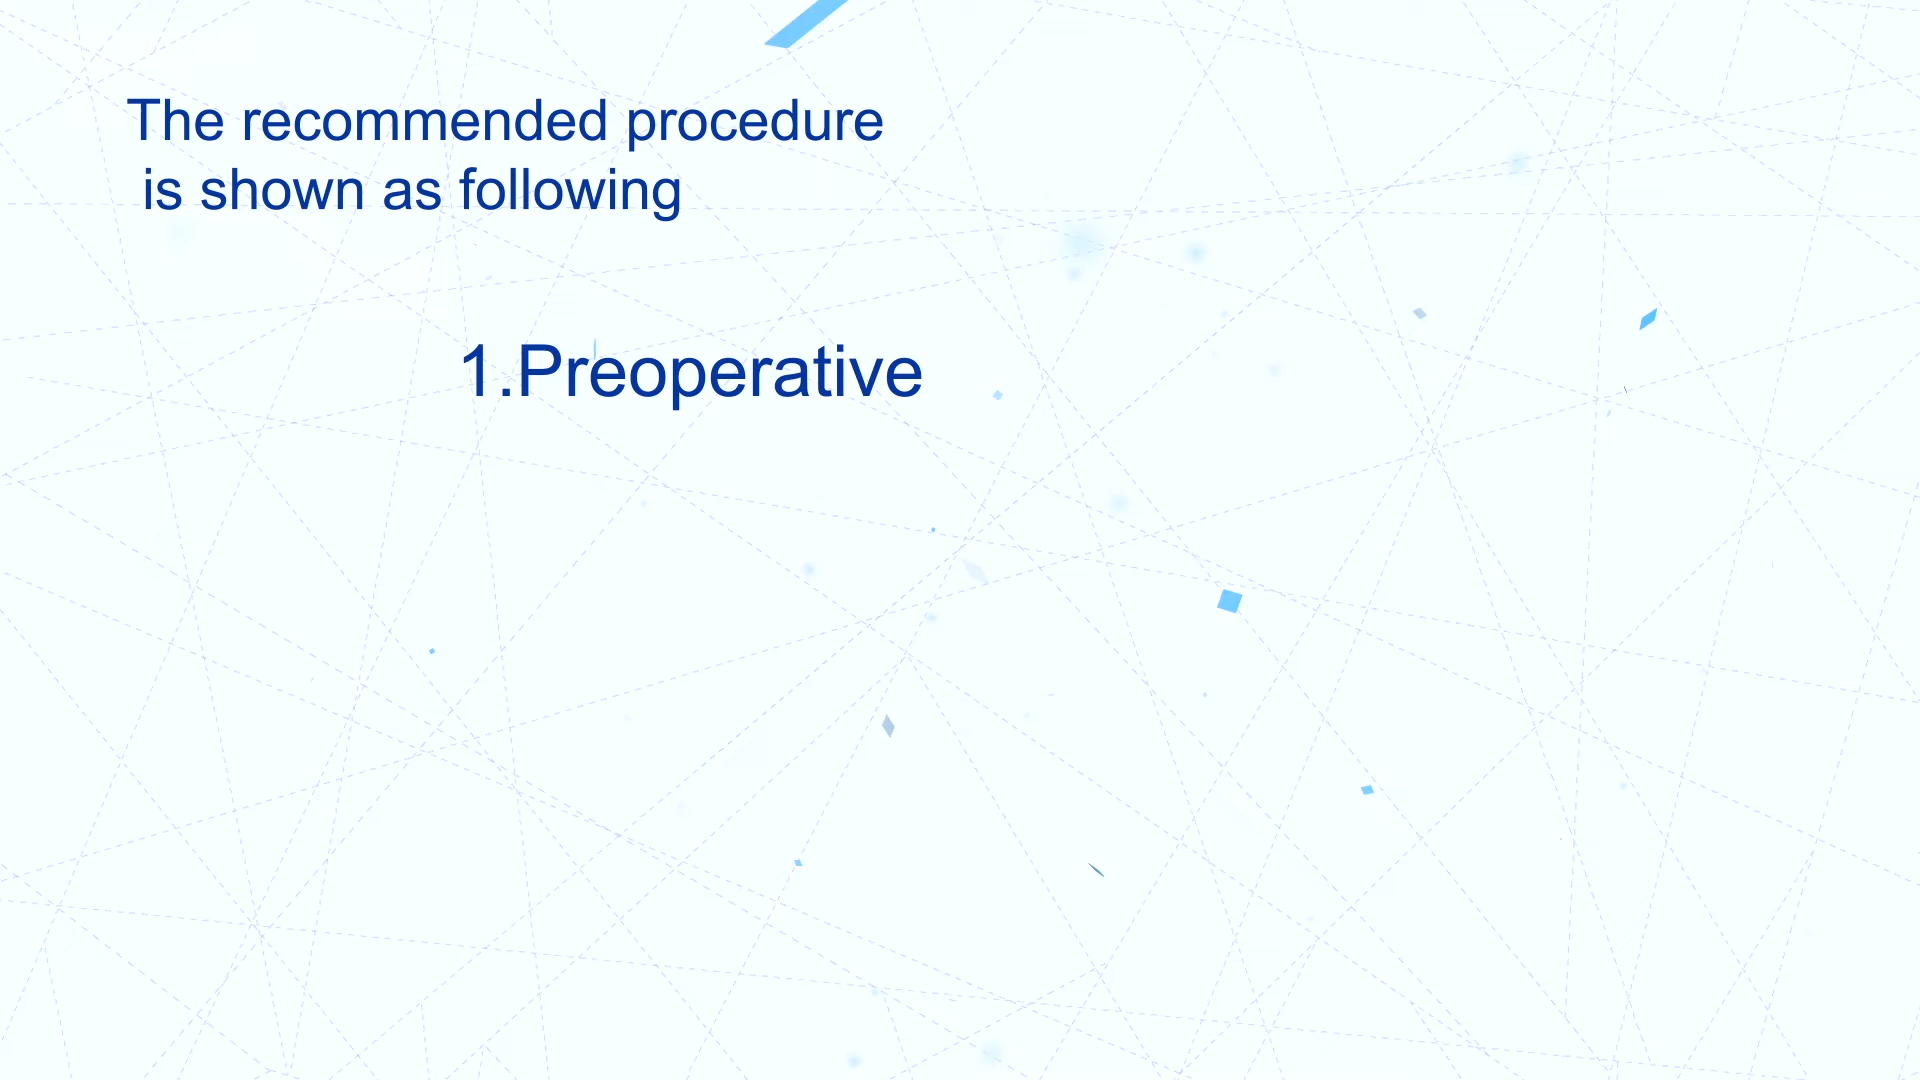 The recommended procedure
is shown as following
1.Preoperative